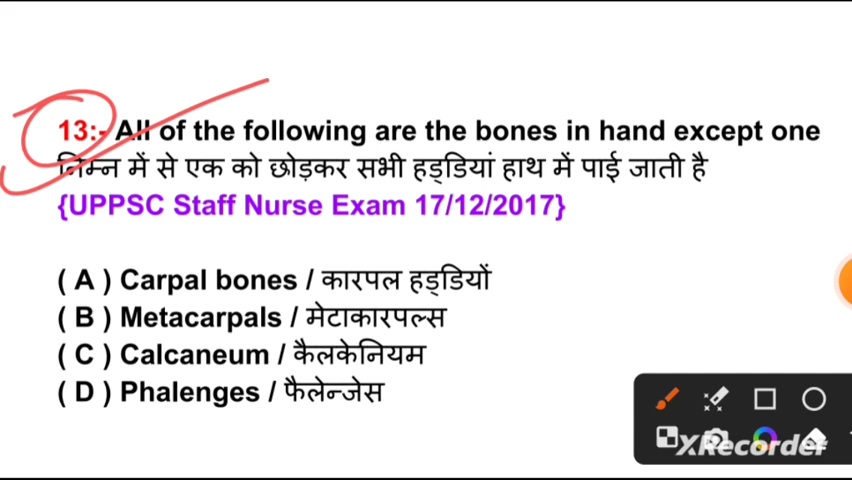 13:- All of the following are the bones in hand except one
निम्न में से एक को छोड़कर सभी हड्डियां हाथ में पाई जाती है
{UPPSC Staff Nurse Exam 17/12/2017}
( A ) Carpal bones / कारपल हड्डियों
( B ) Metacarpals / मेटाकारपल्स
( C ) Calcaneum / कैलकेनियम
( D ) Phalenges / फैलेन्जेस
XRecorder